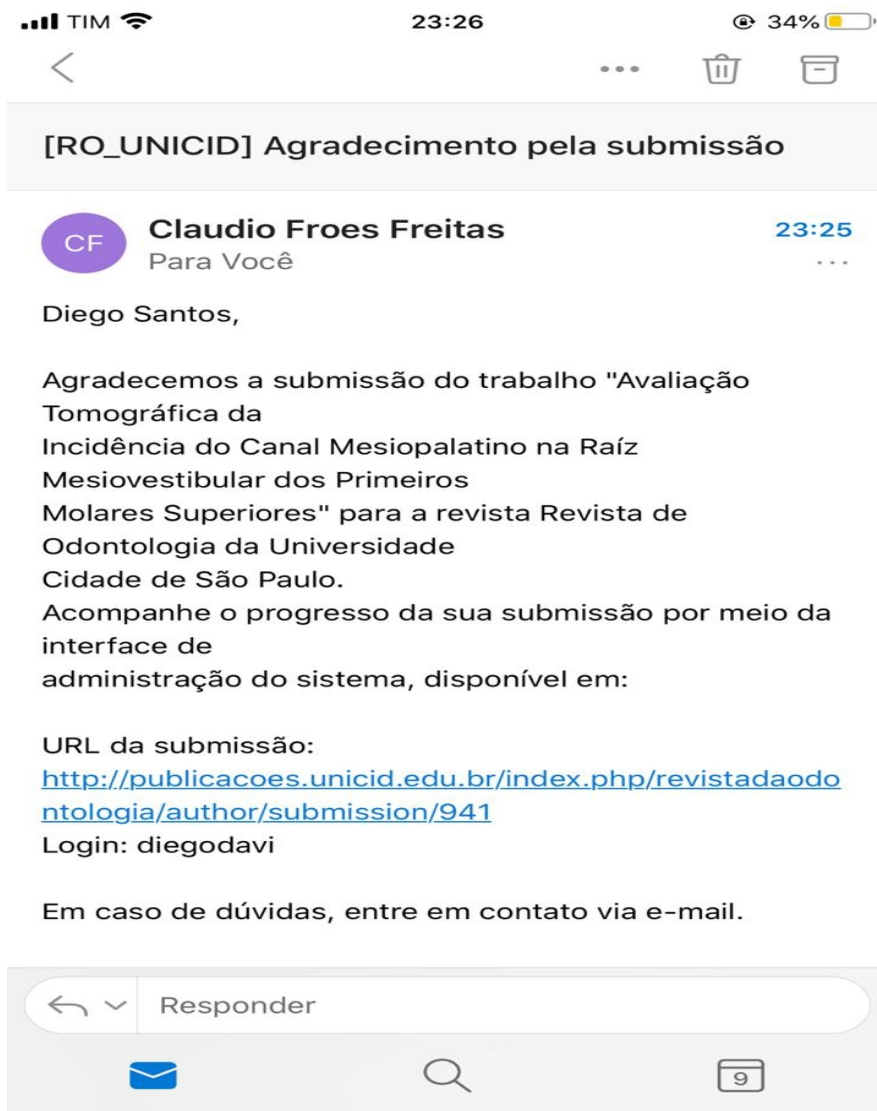 TIM
23:26
34%
[RO_UNICID] Agradecimento pela submissão
CF
Claudio Froes Freitas
23:25
Para Você
Diego Santos,
Agradecemos a submissão do trabalho "Avaliação
Tomográfica da
Incidência do Canal Mesiopalatino na Raíz
Mesiovestibular dos Primeiros
Molares Superiores" para a revista Revista de
Odontologia da Universidade
Cidade de São Paulo.
Acompanhe o progresso da sua submissão por meio da
interface de
administração do sistema, disponível em:
URL da submissão:
http://publicacoes.unicid.edu.br/index.php/revistadaodo
ntologia/author/submission/941
Login: diegodavi
Em caso de dúvidas, entre em contato via e-mail.
Responder
9